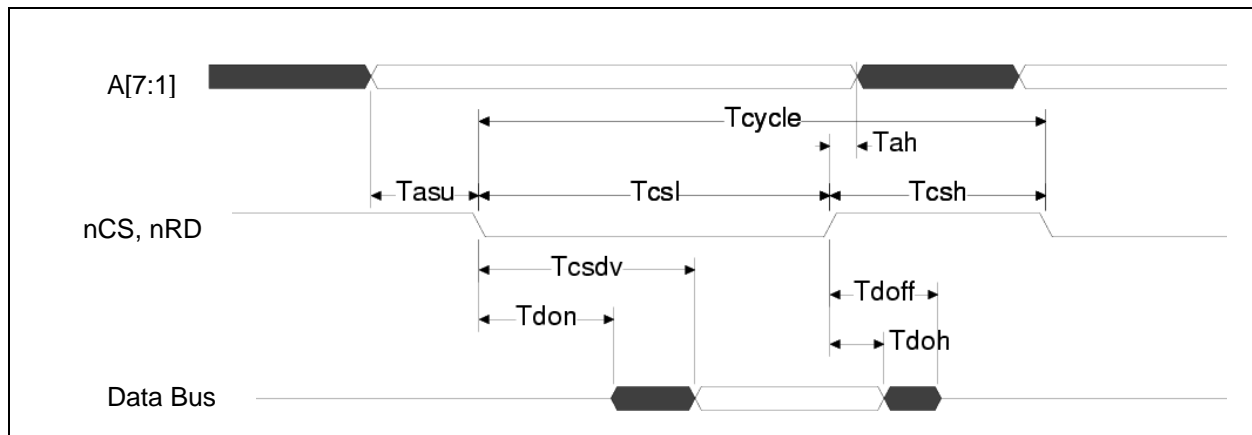 A[7:1]
Tcycle
Tah
Tasu
Tcsl
Tcsh
nCS, nRD
Tcsdv
Tdoff
Tdon
Tdoh
Data Bus